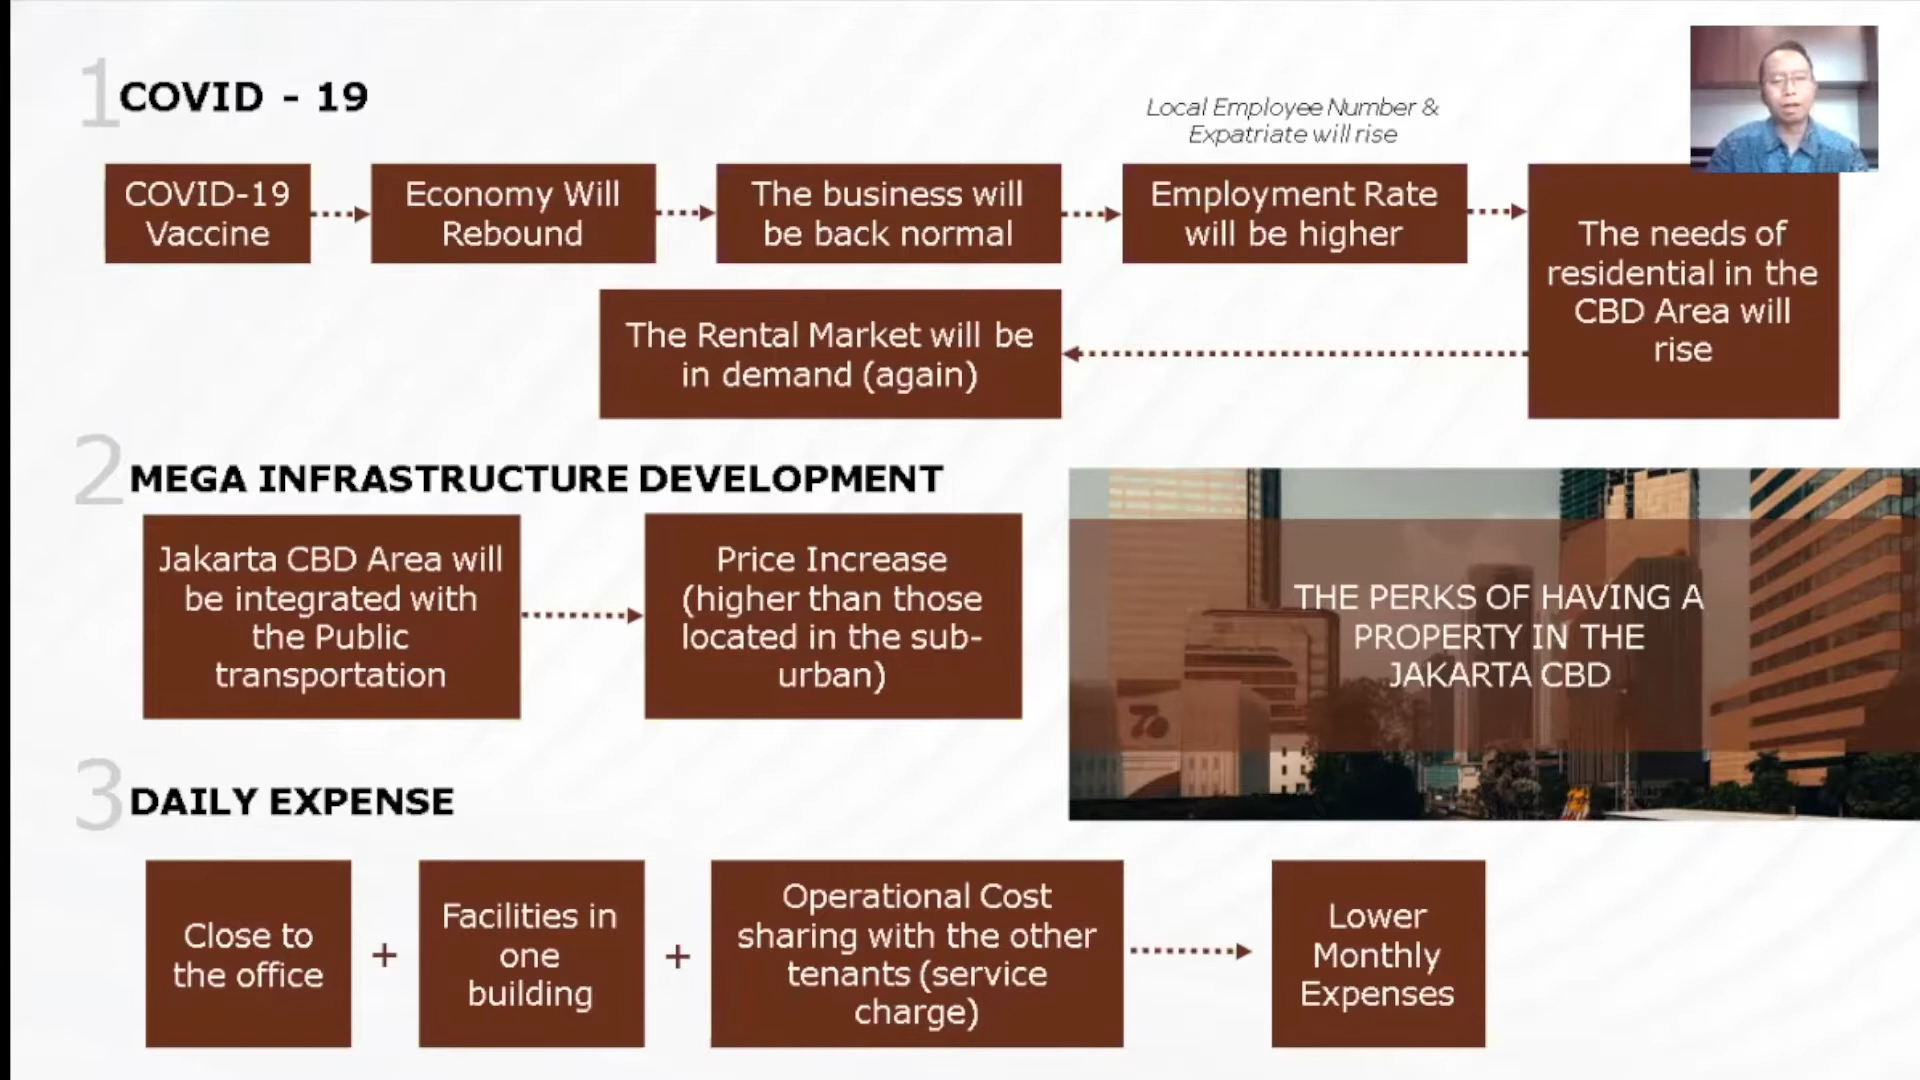 1
COVID - 19
Local Employee Number &
Expatriate will rise
COVID-19
Vaccine
Economy Will
Rebound
The business will
be back normal
Employment Rate
will be higher
The needs of
residential in the
CBD Area will
rise
The Rental Market will be
in demand (again)
2
MEGA INFRASTRUCTURE DEVELOPMENT
Jakarta CBD Area will
be integrated with
the Public
transportation
Price Increase
(higher than those
located in the sub-
urban)
THE PERKS OF HAVING A
PROPERTY IN THE
JAKARTA CBD
3
DAILY EXPENSE
Close to
the office
+
Facilities in
one
building
+
Operational Cost
sharing with the other
tenants (service
charge)
Lower
Monthly
Expenses